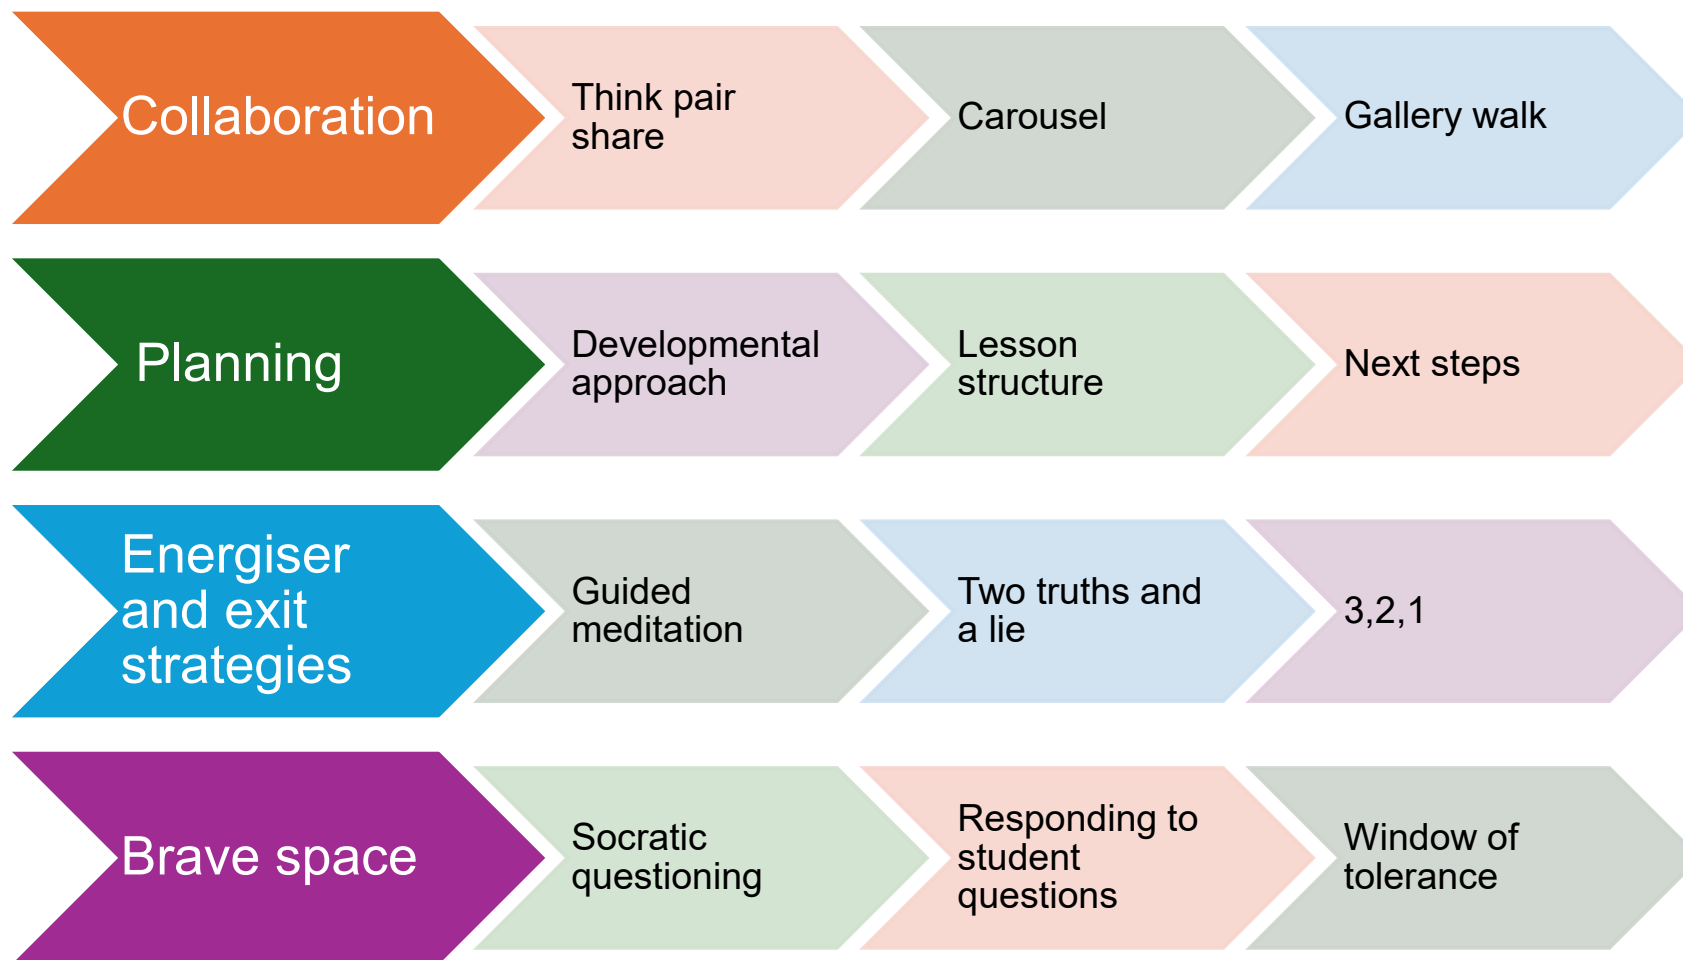 Collaboration
Think pair
share
Carousel
Gallery walk
Planning
Developmental
approach
Lesson
structure
Next steps
Energiser
and exit
strategies
Guided
meditation
Two truths and
a lie
3,2,1
Brave space
Socratic
questioning
Responding to
student
questions
Window of
tolerance